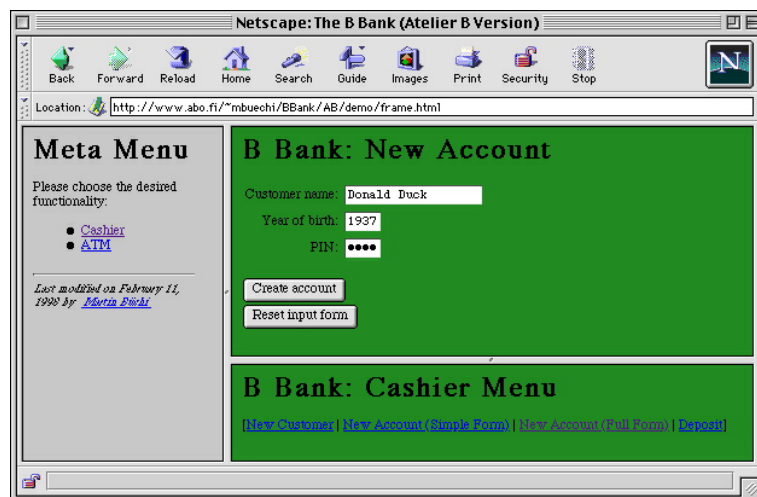 Netscape: The B Bank (Atelier B Version)
Back Forward Reload Home Search Guide Images Print Security Stop
N
Location: http://www.abo.fi/~mbuechi/BBank/AB/demo/frame.html
Meta Menu
Please choose the desired
functionality:
Cashier
ATM
Last modified on February 11,
1998 by Martin Büchi
B Bank: New Account
Customer name: Donald Duck
Year of birth: 1937
PIN: ●●●●
Create account
Reset input form
B Bank: Cashier Menu
[New Customer | New Account (Simple Form) | New Account (Full Form) | Deposit]